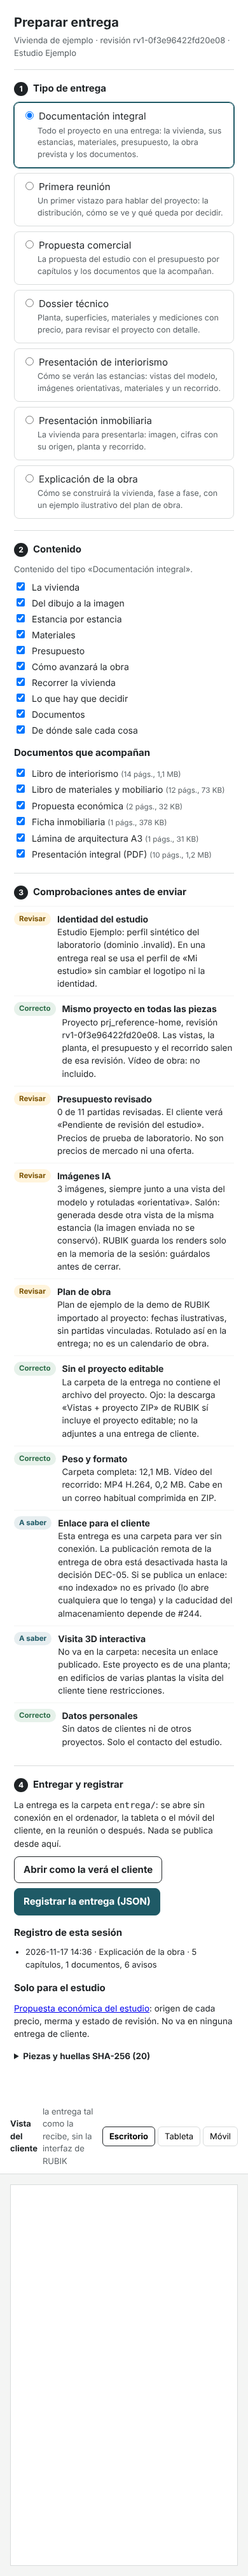 Preparar entrega
Vivienda de ejemplo · revisión rv1-0f3e96422fd20e08 ·
Estudio Ejemplo
1 Tipo de entrega
Documentación integral
Todo el proyecto en una entrega: la vivienda, sus
estancias, materiales, presupuesto, la obra
prevista y los documentos.
Primera reunión
Un primer vistazo para hablar del proyecto: la
distribución, cómo se ve y qué queda por decidir.
Propuesta comercial
La propuesta del estudio con el presupuesto por
capítulos y los documentos que la acompañan.
Dossier técnico
Planta, superficies, materiales y mediciones con
precio, para revisar el proyecto con detalle.
Presentación de interiorismo
Cómo serán las estancias: vistas del modelo,
imágenes orientativas, materiales y un recorrido.
Presentación inmobiliaria
La vivienda para presentarla: imagen, cifras con
su origen, planta y recorrido.
Explicación de la obra
Cómo se construirá la vivienda, fase a fase, con
un ejemplo ilustrativo del plan de obra.
2 Contenido
Contenido del tipo «Documentación integral».
La vivienda
Del dibujo a la imagen
Estancia por estancia
Materiales
Presupuesto
Cómo avanzará la obra
Recorrer la vivienda
Lo que hay que decidir
Documentos
De dónde sale cada cosa
Documentos que acompañan
Libro de interiorismo (14 págs., 1,1 MB)
Libro de materiales y mobiliario (12 págs., 73 KB)
Propuesta económica (2 págs., 32 KB)
Ficha inmobiliaria (1 págs., 378 KB)
Lámina de arquitectura A3 (1 págs., 31 KB)
Presentación integral (PDF) (10 págs., 1,2 MB)
3 Comprobaciones antes de enviar
Revisar Identidad del estudio
Estudio Ejemplo: perfil sintético del
laboratorio (dominio .invalid). En una
entrega real se usa el perfil de «Mi
estudio» sin cambiar el logotipo ni la
identidad.
Correcto Mismo proyecto en todas las piezas
Proyecto prj_reference-home, revisión
rv1-0f3e96422fd20e08. Las vistas, la
planta, el presupuesto y el recorrido salen
de esa revisión. Vídeo de obra: no
incluido.
Revisar Presupuesto revisado
0 de 11 partidas revisadas. El cliente verá
«Pendiente de revisión del estudio».
Precios de prueba de laboratorio. No son
precios de mercado ni una oferta.
Revisar Imágenes IA
3 imágenes, siempre junto a una vista del
modelo y rotuladas «orientativa». Salón:
generada desde otra vista de la misma
estancia (la imagen enviada no se
conservó). RUBIK guarda los renders solo
en la memoria de la sesión: guárdalos
antes de cerrar.
Revisar Plan de obra
Plan de ejemplo de la demo de RUBIK
importado al proyecto: fechas ilustrativas,
sin partidas vinculadas. Rotulado así en la
entrega; no es un calendario de obra.
Correcto Sin el proyecto editable
La carpeta de la entrega no contiene el
archivo del proyecto. Ojo: la descarga
«Vistas + proyecto ZIP» de RUBIK sí
incluye el proyecto editable; no la
adjuntes a una entrega de cliente.
Correcto Peso y formato
Carpeta completa: 12,1 MB. Vídeo del
recorrido: MP4 H.264, 0,2 MB. Cabe en
un correo habitual comprimida en ZIP.
A saber Enlace para el cliente
Esta entrega es una carpeta para ver sin
conexión. La publicación remota de la
entrega de obra está desactivada hasta la
decisión DEC-05. Si se publica un enlace:
«no indexado» no es privado (lo abre
cualquiera que lo tenga) y la caducidad del
almacenamiento depende de #244.
A saber Visita 3D interactiva
No va en la carpeta: necesita un enlace
publicado. Este proyecto es de una planta;
en edificios de varias plantas la visita del
cliente tiene restricciones.
Correcto Datos personales
Sin datos de clientes ni de otros
proyectos. Solo el contacto del estudio.
4 Entregar y registrar
La entrega es la carpeta entrega/: se abre sin
conexión en el ordenador, la tableta o el móvil del
cliente, en la reunión o después. Nada se publica
desde aquí.
Abrir como la verá el cliente
Registrar la entrega (JSON)
Registro de esta sesión
• 2026-11-17 14:36 · Explicación de la obra · 5
capítulos, 1 documentos, 6 avisos
Solo para el estudio
Propuesta económica del estudio: origen de cada
precio, merma y estado de revisión. No va en ninguna
entrega de cliente.
▶ Piezas y huellas SHA-256 (20)
Vista del cliente
la entrega tal como la recibe, sin la interfaz de RUBIK
Escritorio Tableta Móvil